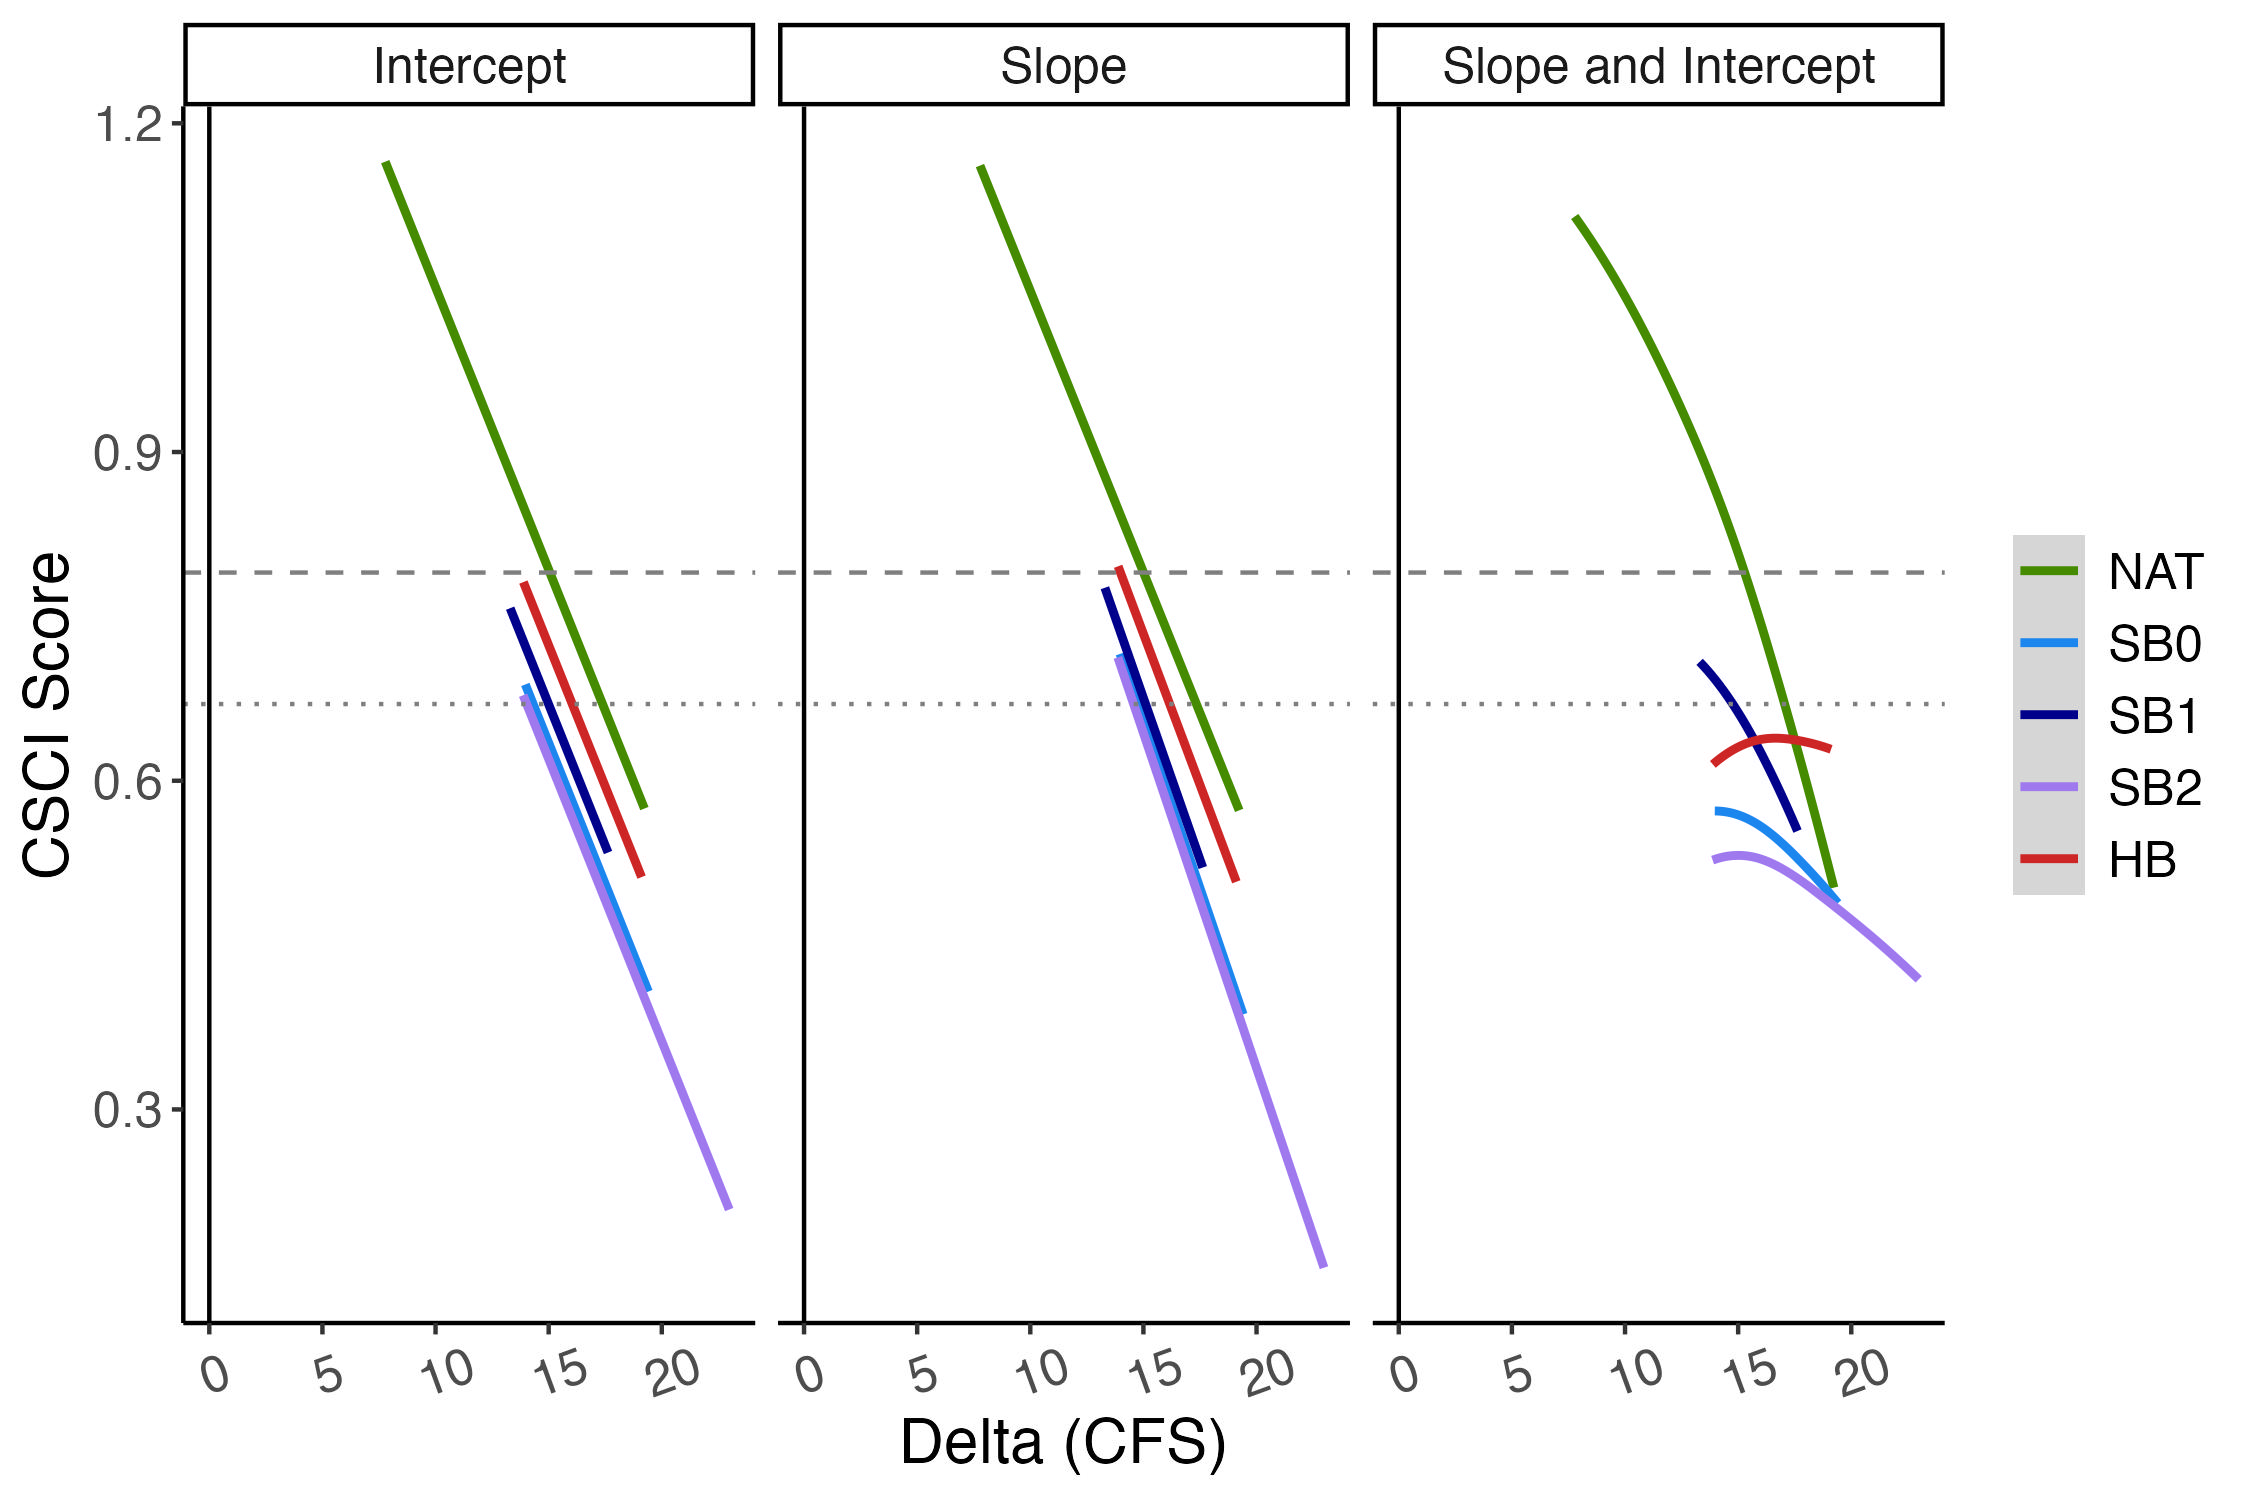 Intercept Slope Slope and Intercept
1.2
0.9
0.6
0.3
CSCI Score
0 5 10 15 20 0 5 10 15 20 0 5 10 15 20
Delta (CFS)
NAT
SB0
SB1
SB2
HB